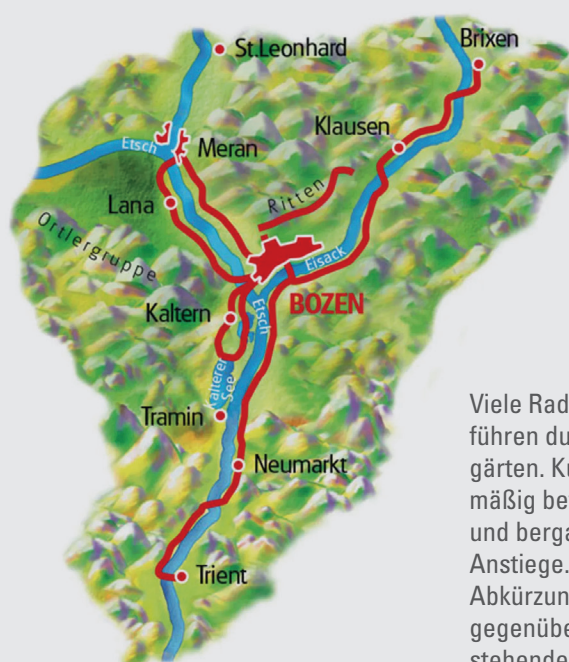 Brixen
St.Leonhard
Klausen
Etsch
Meran
Ritten
Lana
Ortlergruppe
Eisack
BOZEN
Kaltern
Etsch
Kalterer
See
Tramin
Neumarkt
Trient
Viele Rad
führen du
gärten. Ku
mäßig be
und berga
Anstiege.
Abkürzun
gegenübe
stehende